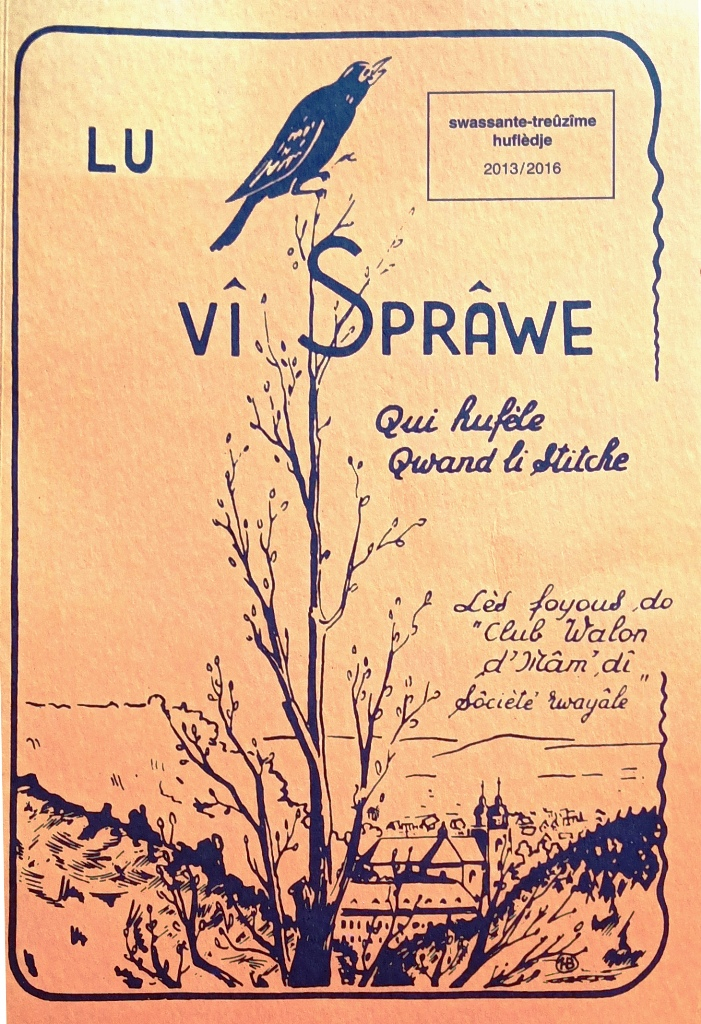 LU
swassante-treûzîme
huflèdje
2013/2016
VÎ SPRÂWE
Qui hufèle
Qwand li Stitche
Lès foyous do
"Club Walon
d'Mâm'dî"
Sôcièté rwayâle